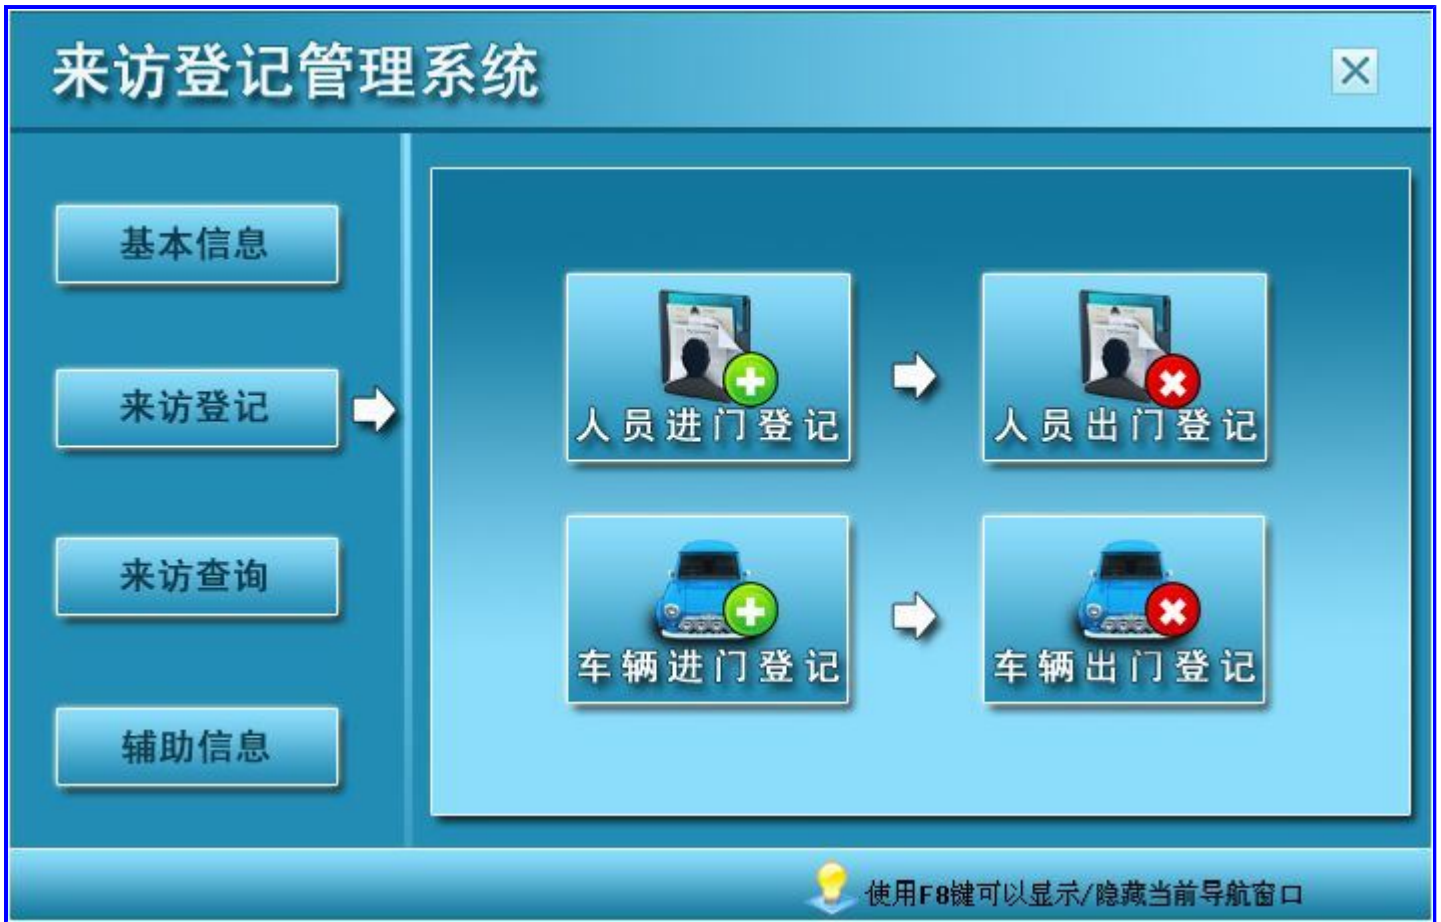 来访登记管理系统
基本信息
来访登记
来访查询
辅助信息
人员进门登记
人员出门登记
车辆进门登记
车辆出门登记
使用F8键可以显示/隐藏当前导航窗口